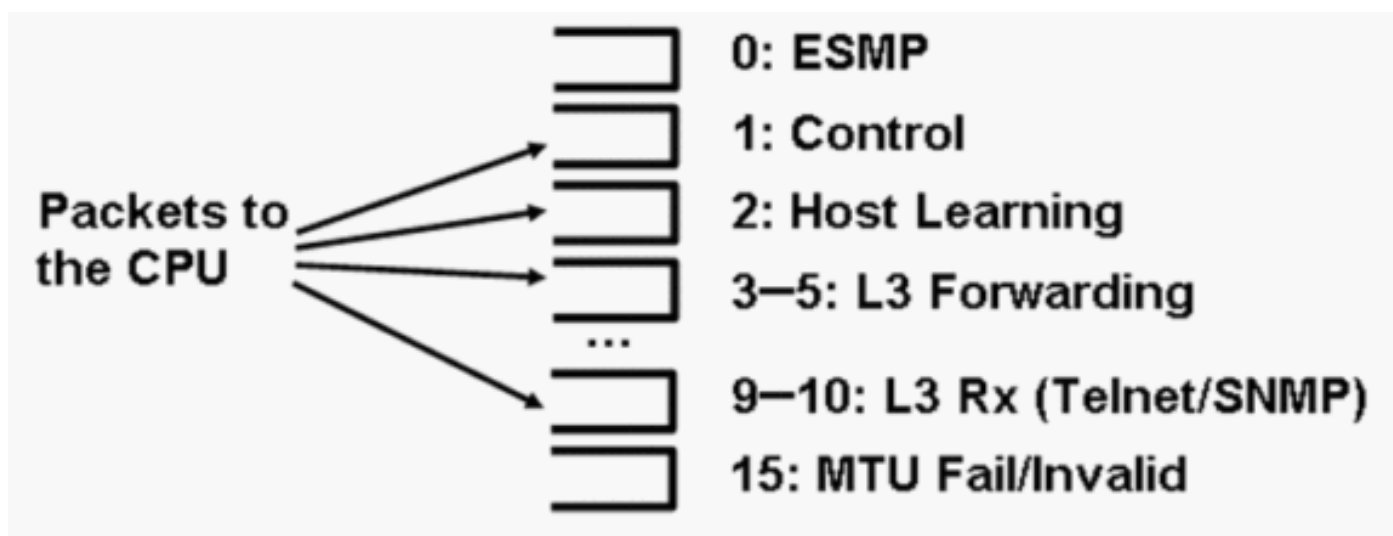 0: ESMP
1: Control
Packets to
the CPU
2: Host Learning
3–5: L3 Forwarding
...
9–10: L3 Rx (Telnet/SNMP)
15: MTU Fail/Invalid